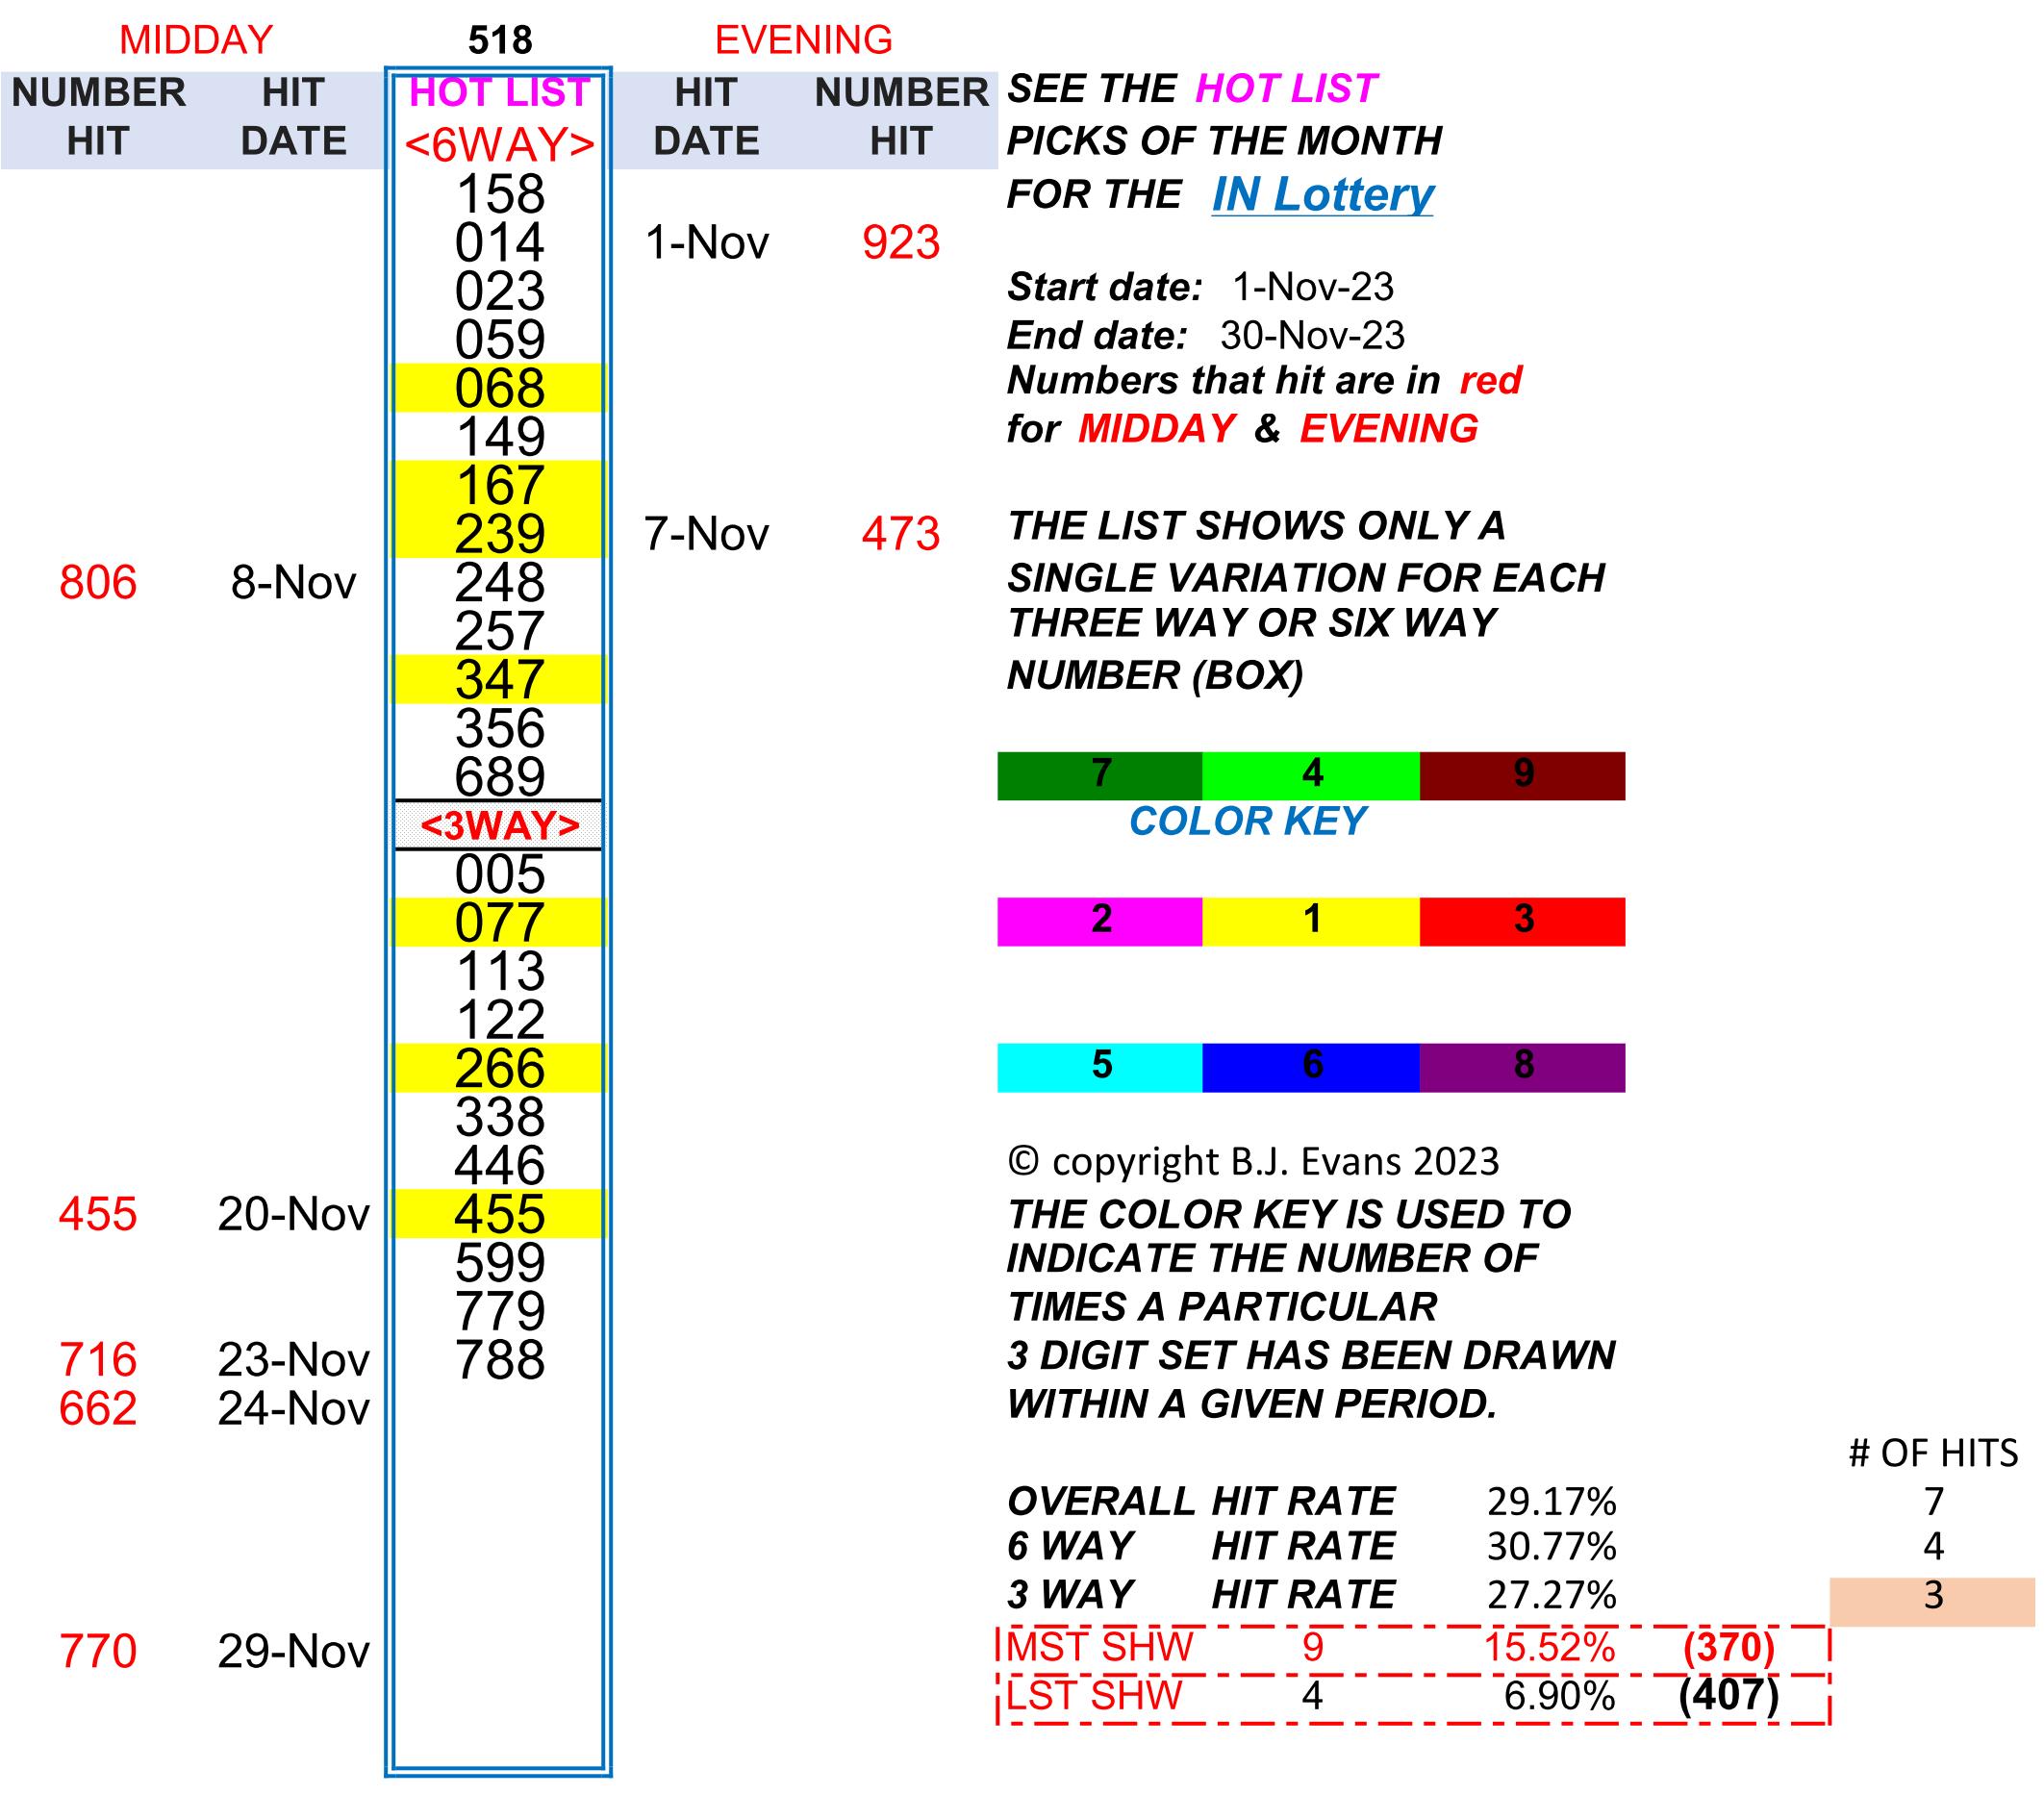 MIDDAY 518 EVENING
NUMBER HIT HOT LIST HIT NUMBER SEE THE HOT LIST
HIT DATE <6WAY> DATE HIT PICKS OF THE MONTH
158 FOR THE IN Lottery
014 1-Nov 923
023 Start date: 1-Nov-23
059 End date: 30-Nov-23
068 Numbers that hit are in red
149 for MIDDAY & EVENING
167
239 7-Nov 473 THE LIST SHOWS ONLY A
806 8-Nov 248 SINGLE VARIATION FOR EACH
257 THREE WAY OR SIX WAY
347 NUMBER (BOX)
356
689 7 4 9
<3WAY> COLOR KEY
005
077 2 1 3
113
122
266 5 6 8
338
446 © copyright B.J. Evans 2023
455 20-Nov 455 THE COLOR KEY IS USED TO
599 INDICATE THE NUMBER OF
779 TIMES A PARTICULAR
716 23-Nov 788 3 DIGIT SET HAS BEEN DRAWN
662 24-Nov WITHIN A GIVEN PERIOD.
# OF HITS
OVERALL HIT RATE 29.17% 7
6 WAY HIT RATE 30.77% 4
3 WAY HIT RATE 27.27% 3
770 29-Nov MST SHW 9 15.52% (370)
LST SHW 4 6.90% (407)